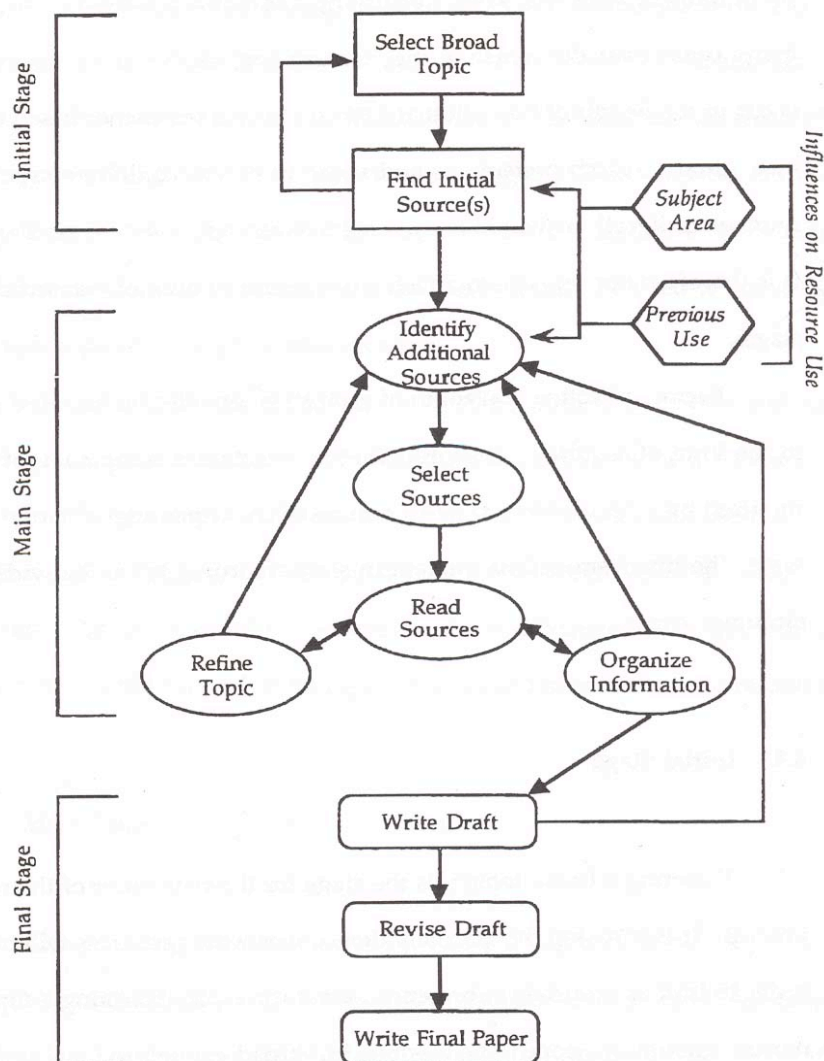 Initial Stage
Select Broad
Topic
Find Initial
Source(s)
Subject
Area
Previous
Use
Influences on Resource Use
Main Stage
Identify
Additional
Sources
Select
Sources
Read
Sources
Refine
Topic
Organize
Information
Final Stage
Write Draft
Revise Draft
Write Final Paper